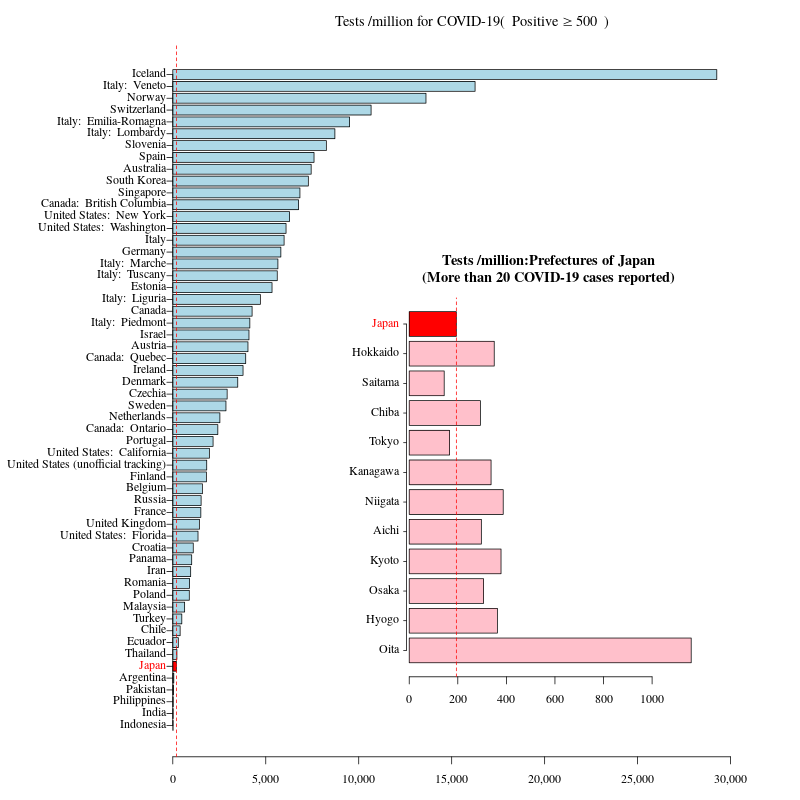 Tests /million for COVID-19(  Positive ≥ 500  )
Iceland
Italy:  Veneto
Norway
Switzerland
Italy:  Emilia-Romagna
Italy:  Lombardy
Slovenia
Spain
Australia
South Korea
Singapore
Canada:  British Columbia
United States:  New York
United States:  Washington
Italy
Germany
Italy:  Marche
Italy:  Tuscany
Estonia
Italy:  Liguria
Canada
Italy:  Piedmont
Israel
Austria
Canada:  Quebec
Ireland
Denmark
Czechia
Sweden
Netherlands
Canada:  Ontario
Portugal
United States:  California
United States (unofficial tracking)
Finland
Belgium
Russia
France
United Kingdom
United States:  Florida
Croatia
Panama
Iran
Romania
Poland
Malaysia
Turkey
Chile
Ecuador
Thailand
Japan
Argentina
Pakistan
Philippines
India
Indonesia
0 5,000 10,000 15,000 20,000 25,000 30,000
Tests /million:Prefectures of Japan
(More than 20 COVID-19 cases reported)
Japan
Hokkaido
Saitama
Chiba
Tokyo
Kanagawa
Niigata
Aichi
Kyoto
Osaka
Hyogo
Oita
0 200 400 600 800 1000